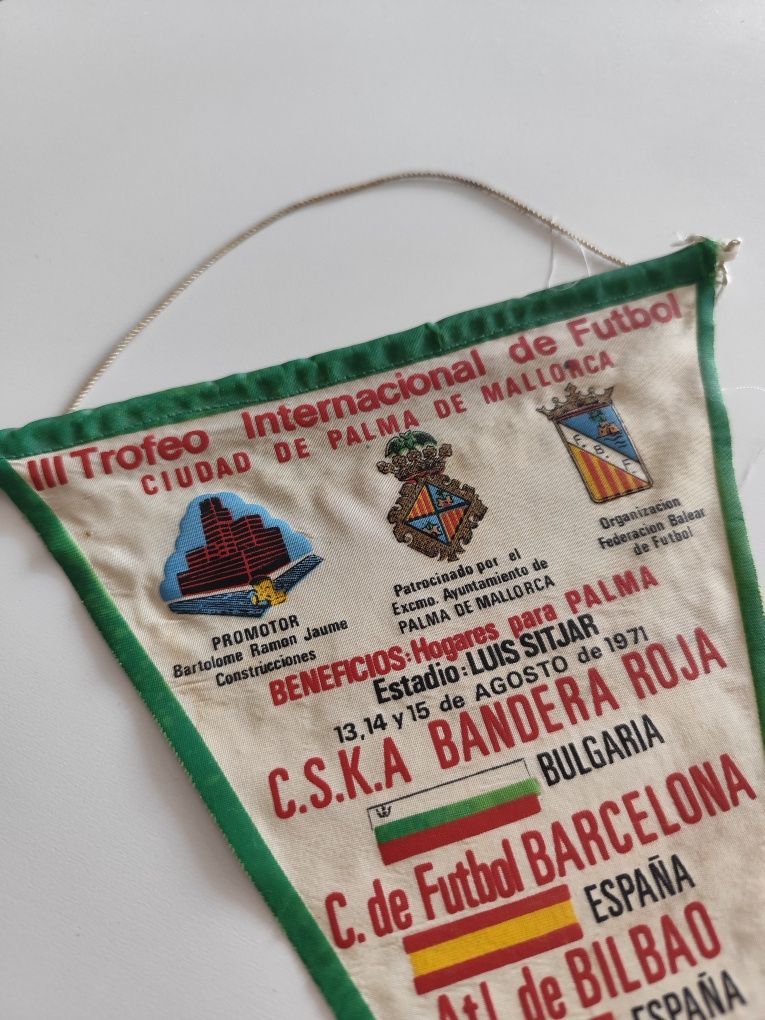 III Trofeo Internacional de Futbol
CIUDAD DE PALMA DE MALLORCA
F. B. F.
PROMOTOR
Bartolome Ramon Jaume
Construcciones
Patrocinado por el
Excmo. Ayuntamiento de
PALMA DE MALLORCA
Organizacion
Federacion Balear
de Futbol
BENEFICIOS: Hogares para PALMA
Estadio: LUIS SITJAR
13, 14 y 15 de AGOSTO de 1971
C.S.K.A BANDERA ROJA
BULGARIA
C. de Futbol BARCELONA
ESPAÑA
Atl. de BILBAO
ESPAÑA